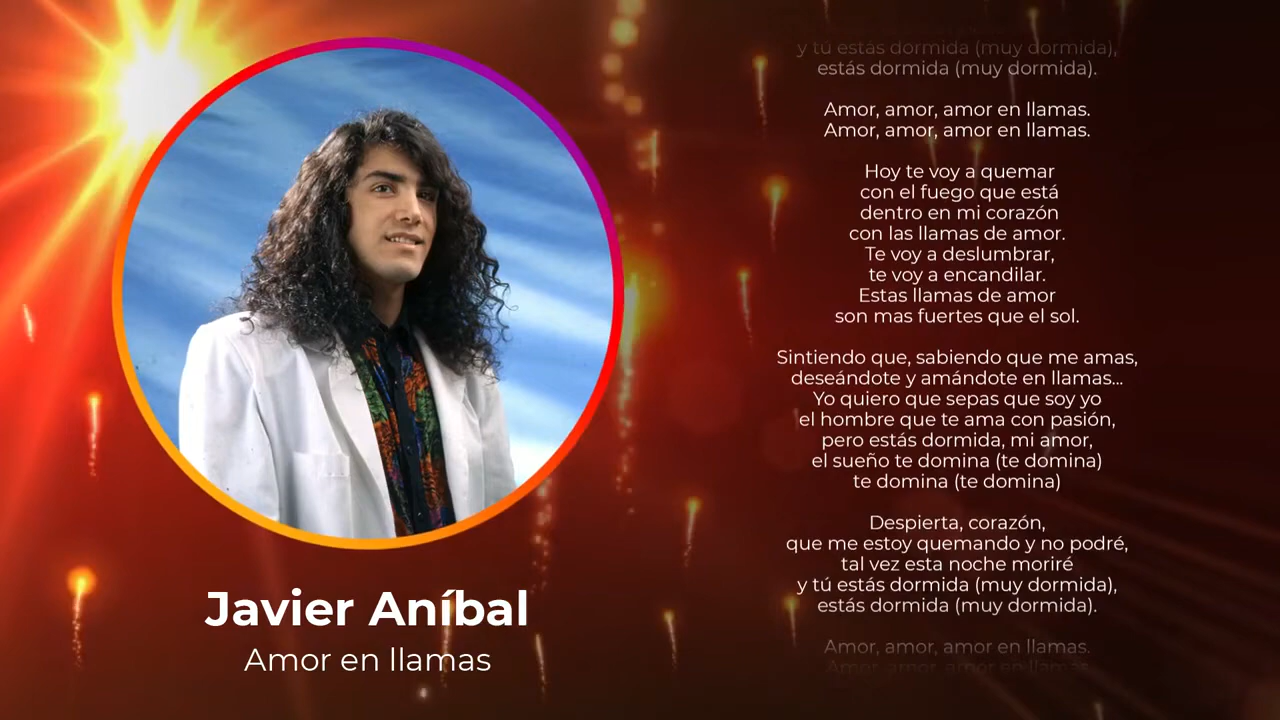 Javier Aníbal
Amor en llamas
y tú estás dormida (muy dormida),
estás dormida (muy dormida).
Amor, amor, amor en llamas.
Amor, amor, amor en llamas.
Hoy te voy a quemar
con el fuego que está
dentro en mi corazón
con las llamas de amor.
Te voy a deslumbrar,
te voy a encandilar.
Estas llamas de amor
son mas fuertes que el sol.
Sintiendo que, sabiendo que me amas,
deseándote y amándote en llamas...
Yo quiero que sepas que soy yo
el hombre que te ama con pasión,
pero estás dormida, mi amor,
el sueño te domina (te domina)
te domina (te domina)
Despierta, corazón,
que me estoy quemando y no podré,
tal vez esta noche moriré
y tú estás dormida (muy dormida),
estás dormida (muy dormida).
Amor, amor, amor en llamas.
Amor, amor, amor en llamas.